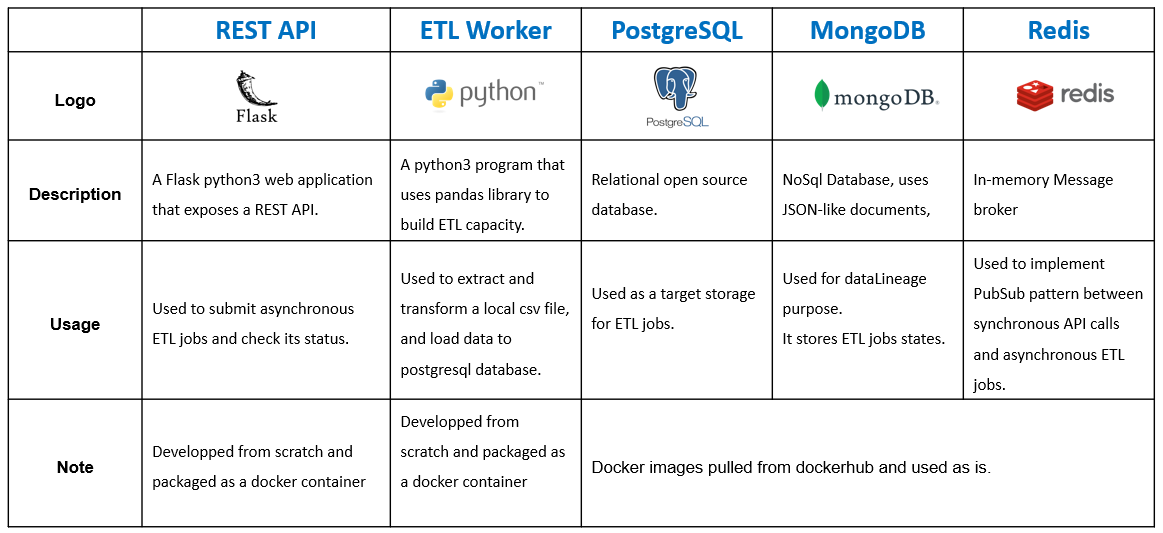 REST API
ETL Worker
PostgreSQL
MongoDB
Redis
Logo
Flask
python™
PostgreSQL
mongoDB.
redis
Description
A Flask python3 web application
that exposes a REST API.
A python3 program that
uses pandas library to
build ETL capacity.
Relational open source
database.
NoSql Database, uses
JSON-like documents,
In-memory Message
broker
Usage
Used to submit asynchronous
ETL jobs and check its status.
Used to extract and
transform a local csv file,
and load data to
postgresql database.
Used as a target storage
for ETL jobs.
Used for dataLineage
purpose.
It stores ETL jobs states.
Used to implement
PubSub pattern between
synchronous API calls
and asynchronous ETL
jobs.
Note
Developped from scratch and
packaged as a docker container
Developped from
scratch and packaged as
a docker container
Docker images pulled from dockerhub and used as is.